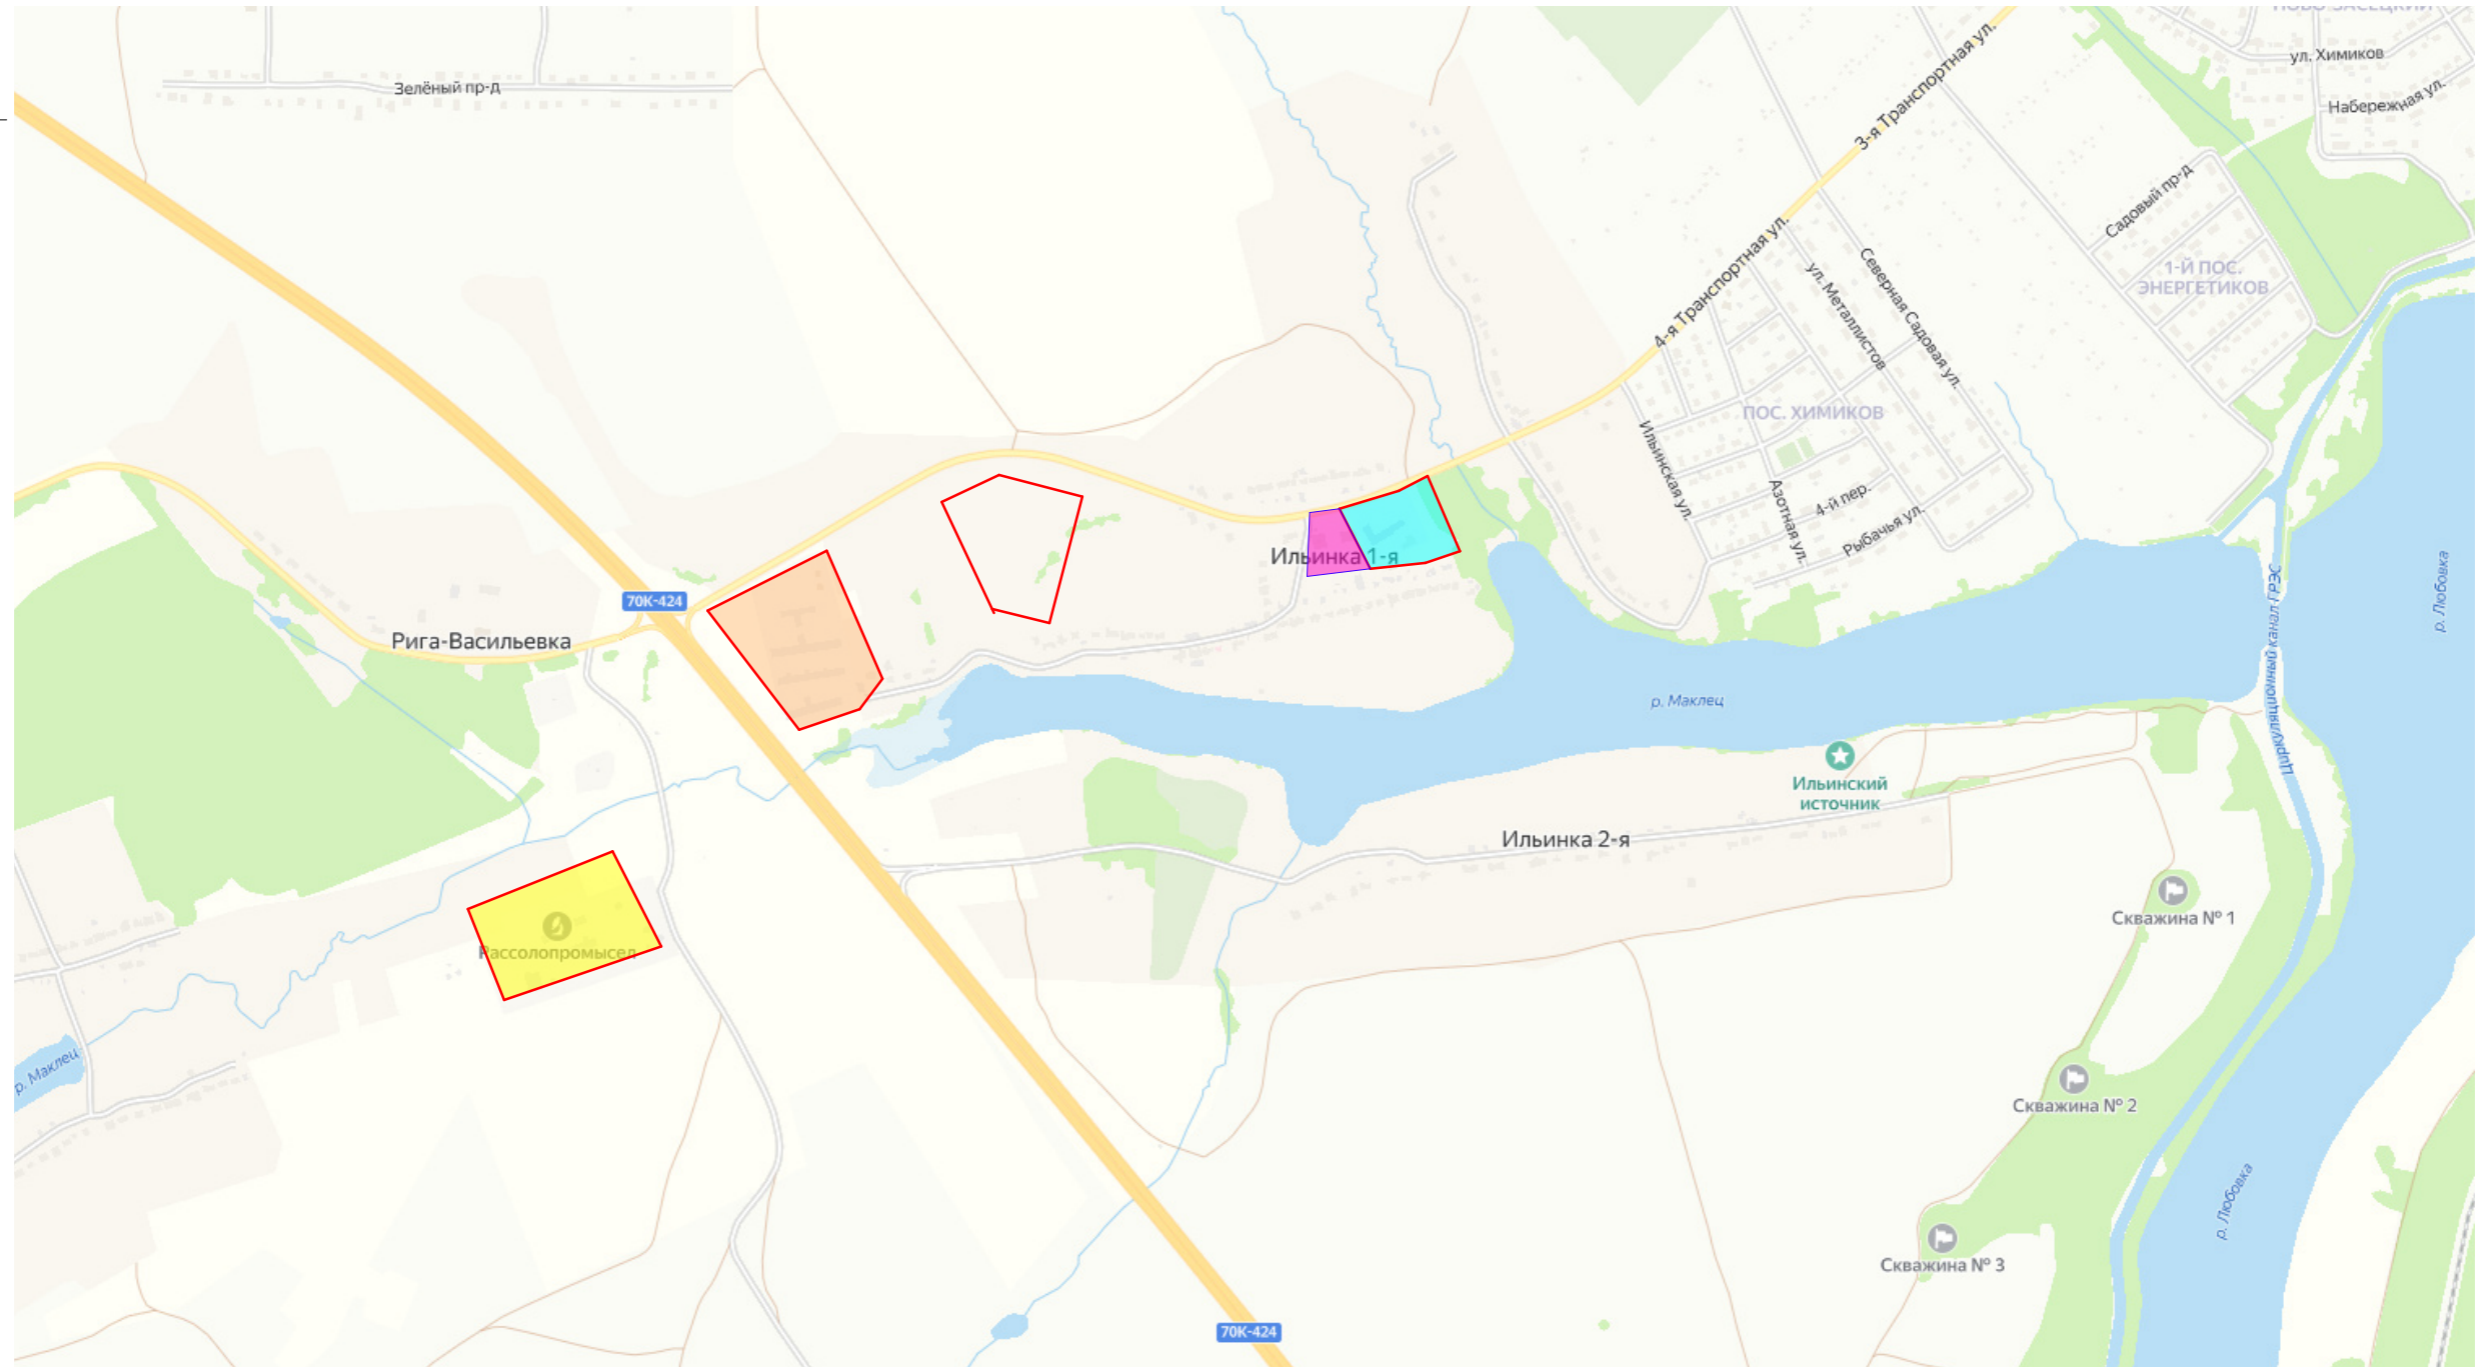 ул. Химиков
Зелёный пр-д
Набережная ул.
3-я Транспортная ул.
Садовый пр-д
4-я Транспортная ул.
1-Й ПОС.
ЭНЕРГЕТИКОВ
ул. Металлистов
Северная Садовая ул.
ПОС. ХИМИКОВ
Ильинская ул.
Азотная ул.
4-й пер.
Рыбачья ул.
Ильинка 1-я
70К-424
Рига-Васильевка
р. Любовка
Циркуляционный канал ГРЭС
р. Маклец
Ильинский
источник
Ильинка 2-я
Скважина № 1
Рассолопромысел
р. Маклец
Скважина № 2
р. Любовка
Скважина № 3
70К-424